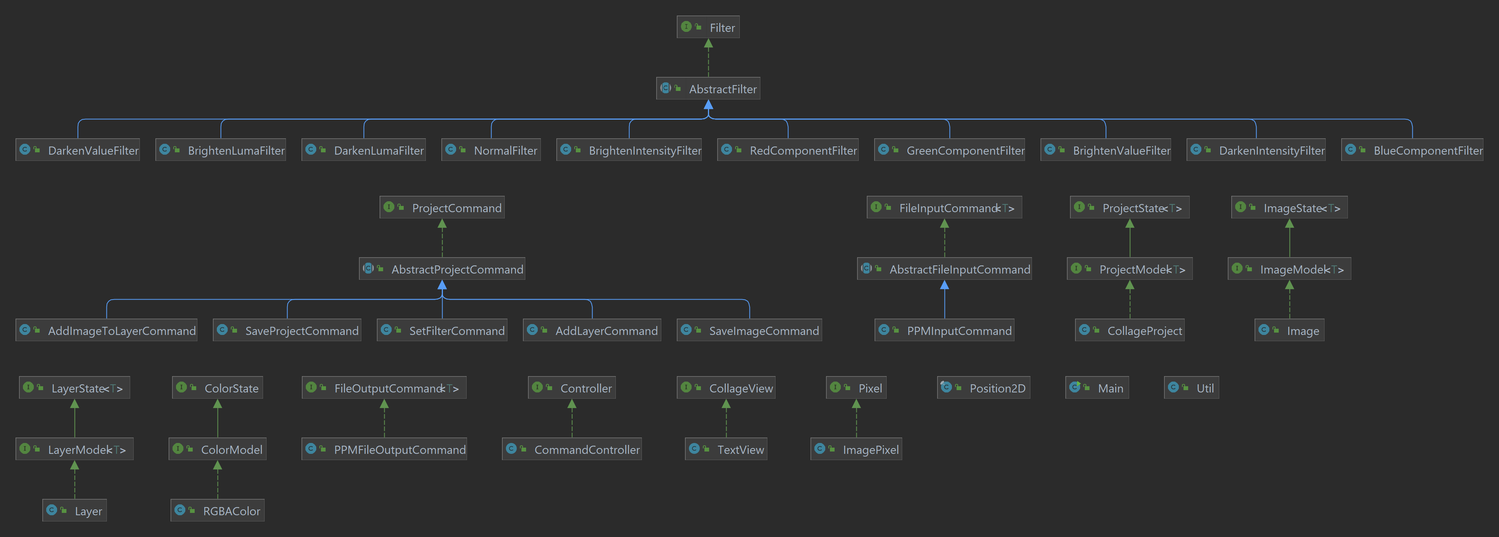 Filter
AbstractFilter
DarkenValueFilter BrightenLumaFilter DarkenLumaFilter NormalFilter BrightenIntensityFilter RedComponentFilter GreenComponentFilter BrightenValueFilter DarkenIntensityFilter BlueComponentFilter
ProjectCommand FileInputCommand<T> ProjectState<T> ImageState<T>
AbstractProjectCommand AbstractFileInputCommand ProjectModel<T> ImageModel<T>
AddImageToLayerCommand SaveProjectCommand SetFilterCommand AddLayerCommand SaveImageCommand PPMInputCommand CollageProject Image
LayerState<T> ColorState FileOutputCommand<T> Controller CollageView Pixel Position2D Main Util
LayerModel<T> ColorModel PPMFileOutputCommand CommandController TextView ImagePixel
Layer RGBAColor